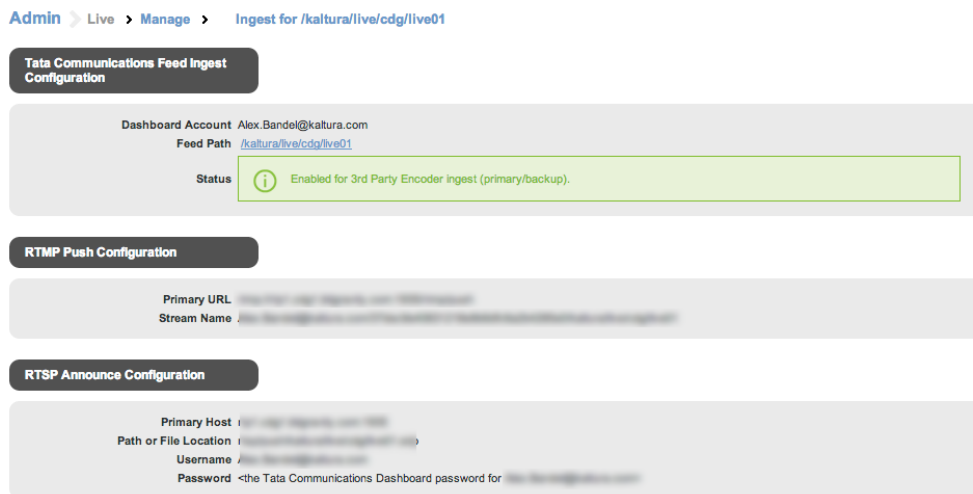 Admin Live Manage Ingest for /kaltura/live/cdg/live01
Tata Communications Feed Ingest
Configuration
Dashboard Account Alex.Bandel@kaltura.com
Feed Path /kaltura/live/cdg/live01
Status Enabled for 3rd Party Encoder ingest (primary/backup).
RTMP Push Configuration
Primary URL
Stream Name
RTSP Announce Configuration
Primary Host
Path or File Location
Username
Password <the Tata Communications Dashboard password for